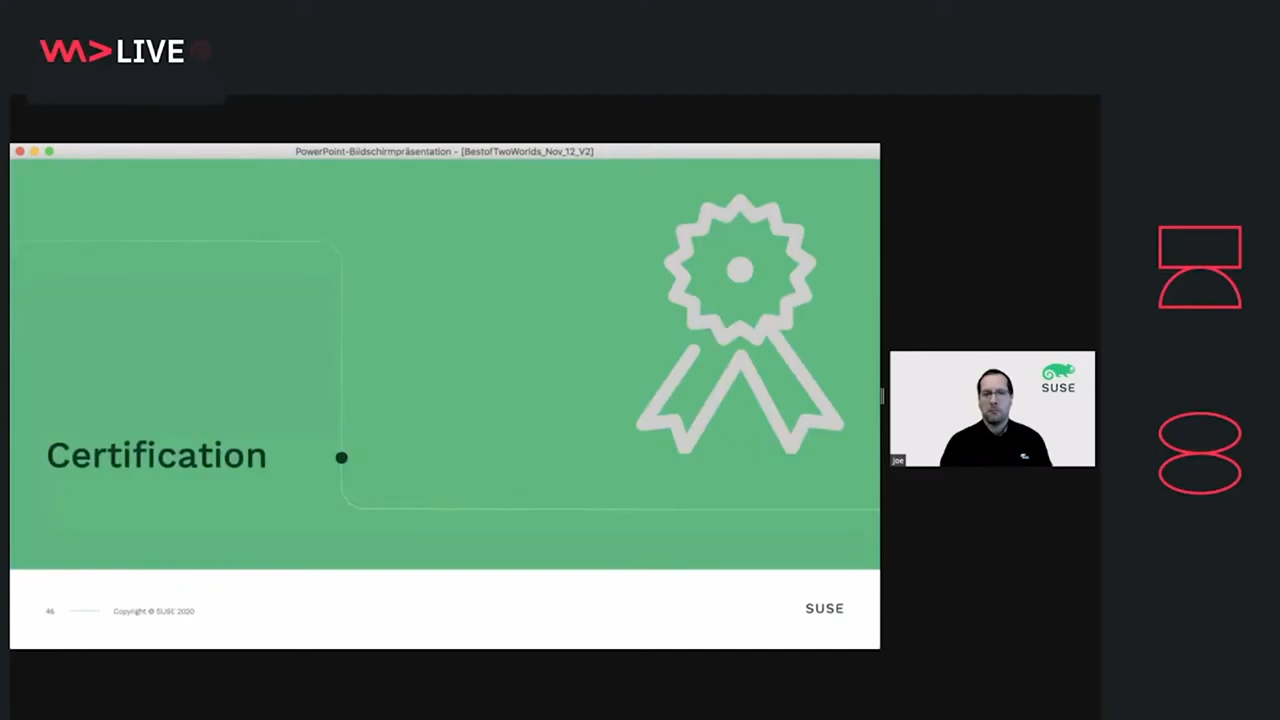 LIVE
PowerPoint-Bildschirmpräsentation - [BestofTwoWorlds_Nov_12_V2]
Certification
SUSE
joe
46
Copyright © SUSE 2020
SUSE